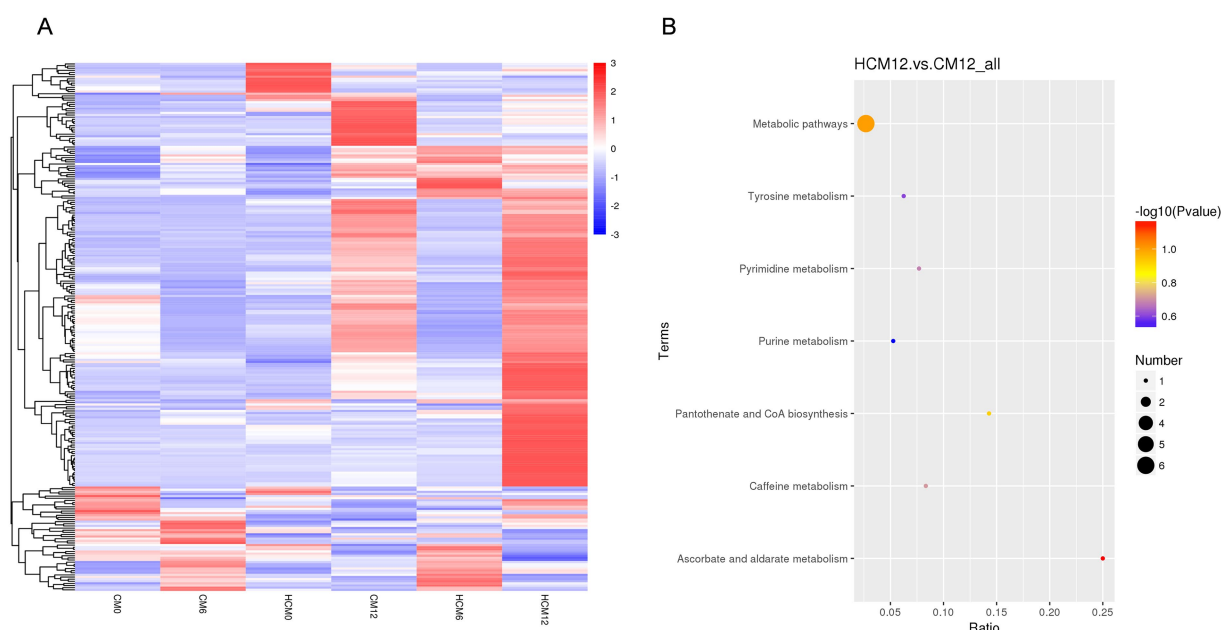 A
3
2
1
0
-1
-2
-3
CM0
CM6
HCM0
CM12
HCM6
HCM12
B
HCM12.vs.CM12_all
Terms
Metabolic pathways
Tyrosine metabolism
Pyrimidine metabolism
Purine metabolism
Pantothenate and CoA biosynthesis
Caffeine metabolism
Ascorbate and aldarate metabolism
0.05 0.10 0.15 0.20 0.25
Ratio
-log10(Pvalue)
1.0
0.8
0.6
Number
1
2
4
5
6